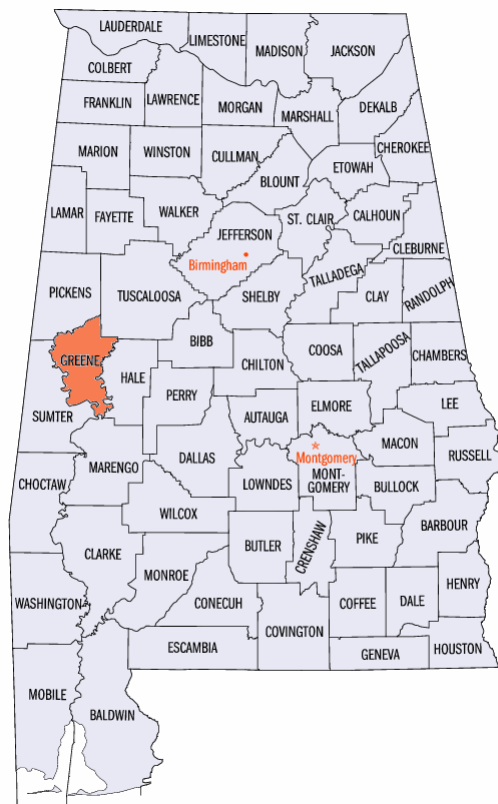 LAUDERDALE
LIMESTONE
MADISON
JACKSON
COLBERT
FRANKLIN
LAWRENCE
MORGAN
MARSHALL
DEKALB
CHEROKEE
MARION
WINSTON
CULLMAN
ETOWAH
BLOUNT
LAMAR
FAYETTE
WALKER
JEFFERSON
ST. CLAIR
CALHOUN
CLEBURNE
Birmingham
PICKENS
TUSCALOOSA
SHELBY
TALLADEGA
CLAY
RANDOLPH
GREENE
HALE
BIBB
CHILTON
COOSA
TALLAPOOSA
CHAMBERS
PERRY
SUMTER
AUTAUGA
ELMORE
LEE
MARENGO
DALLAS
Montgomery
MACON
RUSSELL
CHOCTAW
LOWNDES
MONT-
GOMERY
BULLOCK
WILCOX
BARBOUR
CLARKE
BUTLER
CRENSHAW
PIKE
MONROE
HENRY
WASHINGTON
CONECUH
COFFEE
DALE
COVINGTON
ESCAMBIA
GENEVA
HOUSTON
MOBILE
BALDWIN